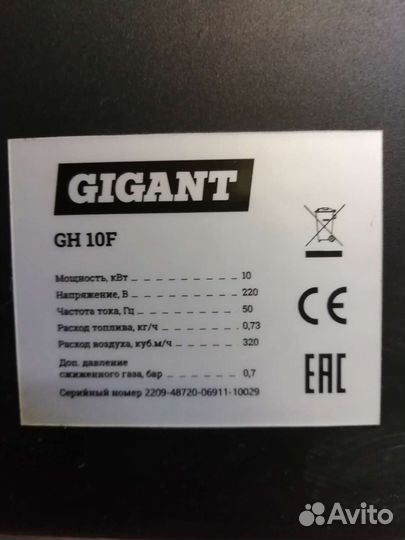 GIGANT
GH 10F
Мощность, кВт 10
Напряжение, В 220
Частота тока, Гц 50
Расход топлива, кг/ч 0,73
Расход воздуха, куб.м/ч 320
Доп. давление
сжиженного газа, бар 0,7
Серийный номер 2209-48720-06911-10029
CE
EAC
Avito